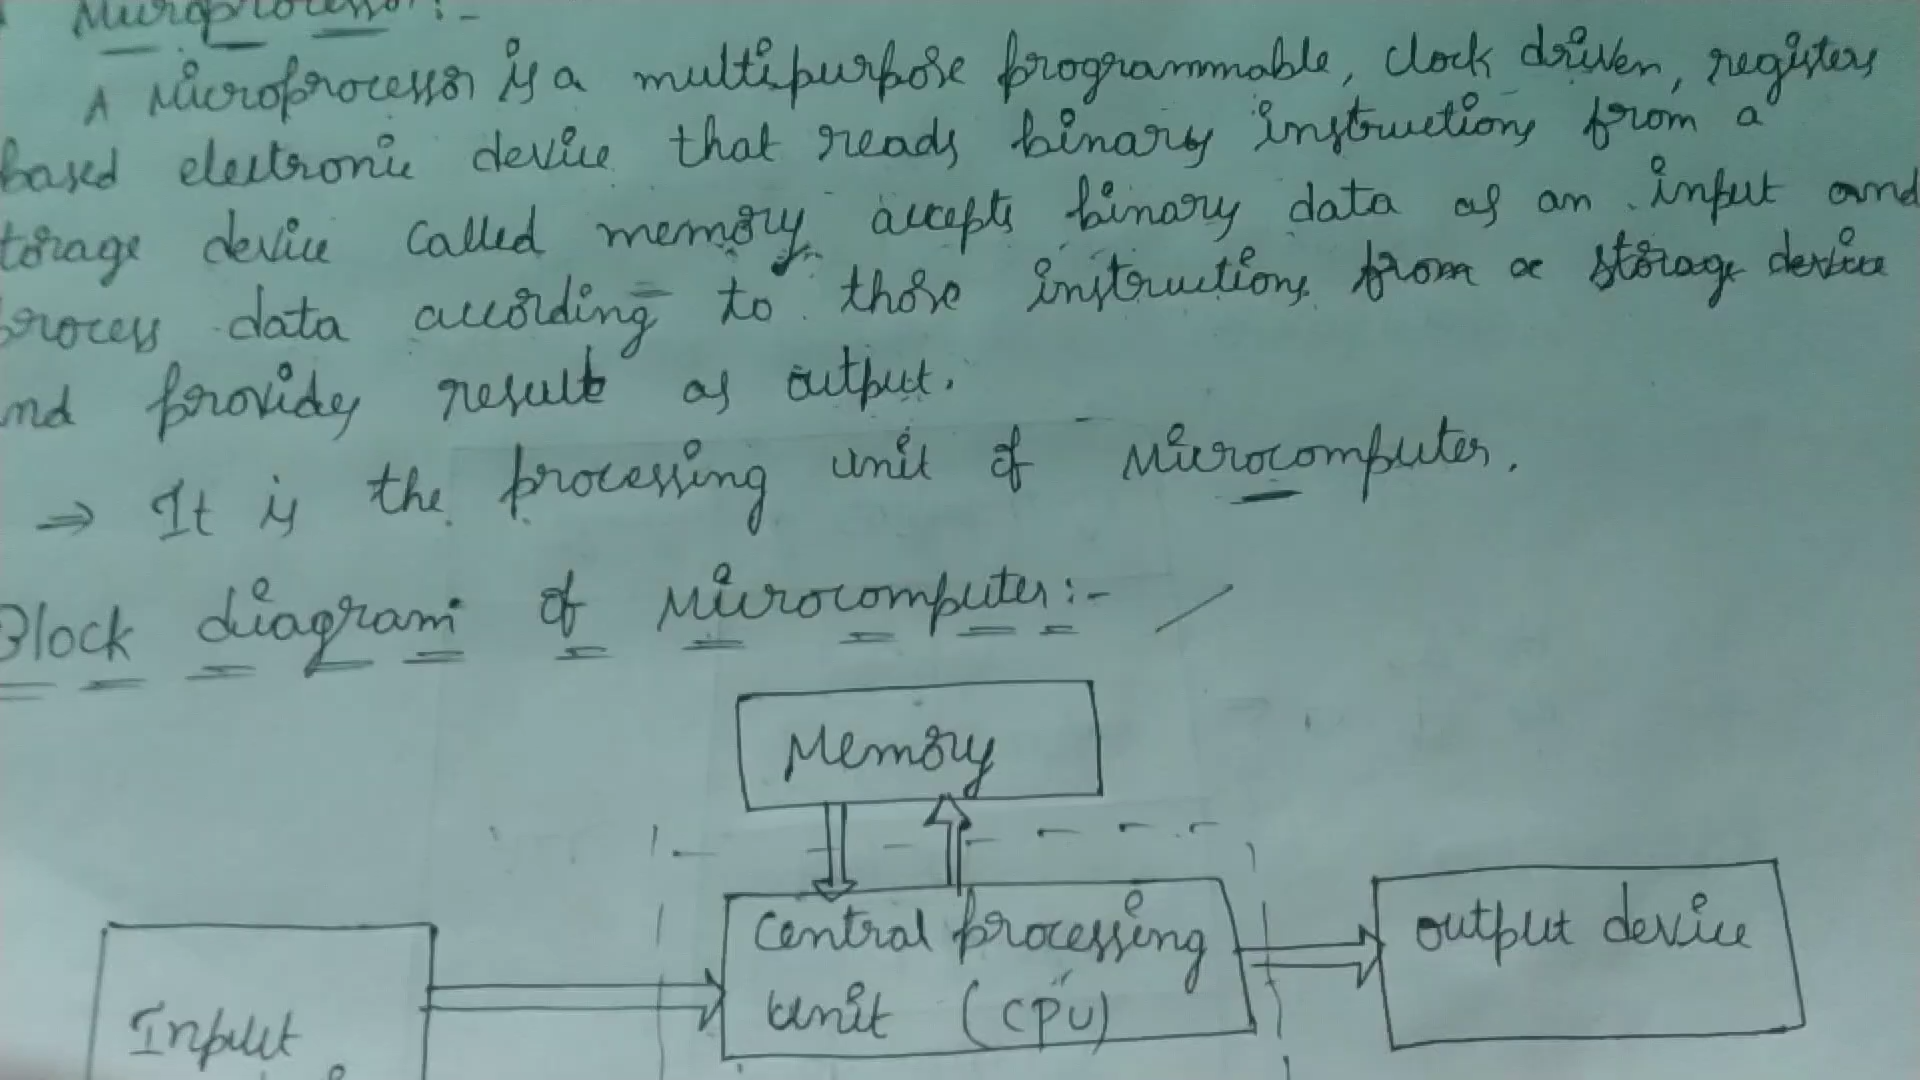 Microprocessor:-
A Microprocessor is a multipurpose programmable, clock driven, registers
based electronic device that reads binary instructions from a
torage device called memory accepts binary data as an input and
process data according to those instructions from a storage device
nd provides result as output.
⇒ It is the processing unit of Microcomputer.
Block diagram of Microcomputer:-
Memory
Central processing
Unit (CPU)
output device
Input